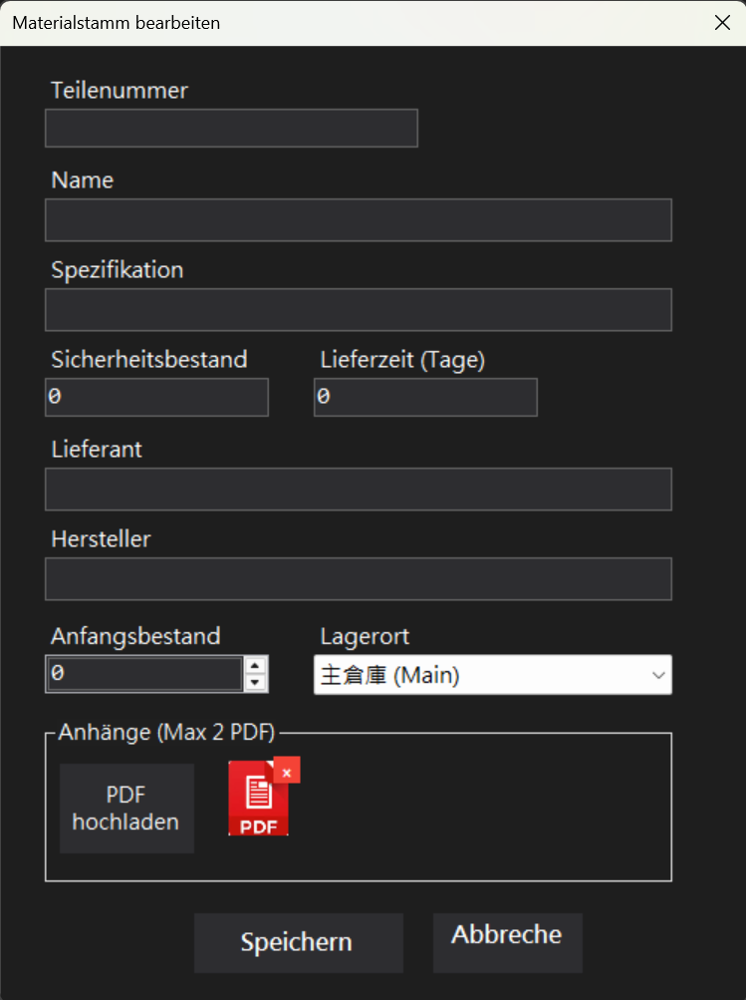 Materialstamm bearbeiten
Teilenummer
Name
Spezifikation
Sicherheitsbestand Lieferzeit (Tage)
0 0
Lieferant
Hersteller
Anfangsbestand Lagerort
0 主倉庫 (Main)
Anhänge (Max 2 PDF)
PDF
hochladen
PDF
Speichern Abbreche